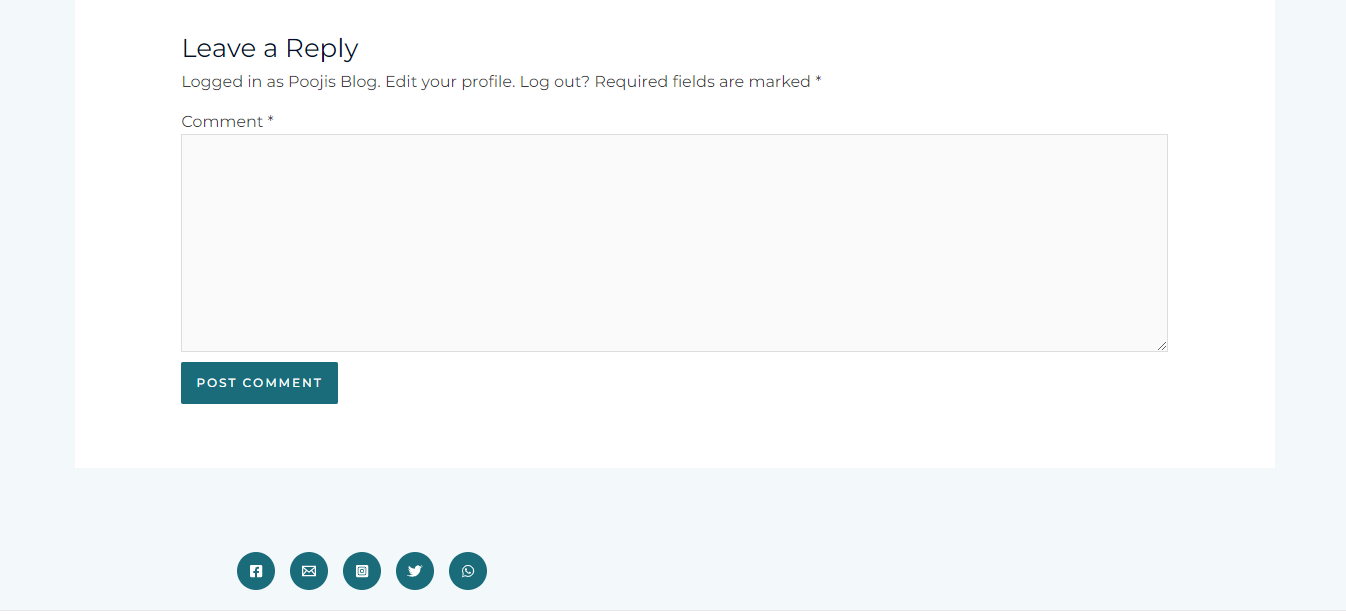 Leave a Reply
Logged in as Poojis Blog. Edit your profile. Log out? Required fields are marked *
Comment *
POST COMMENT